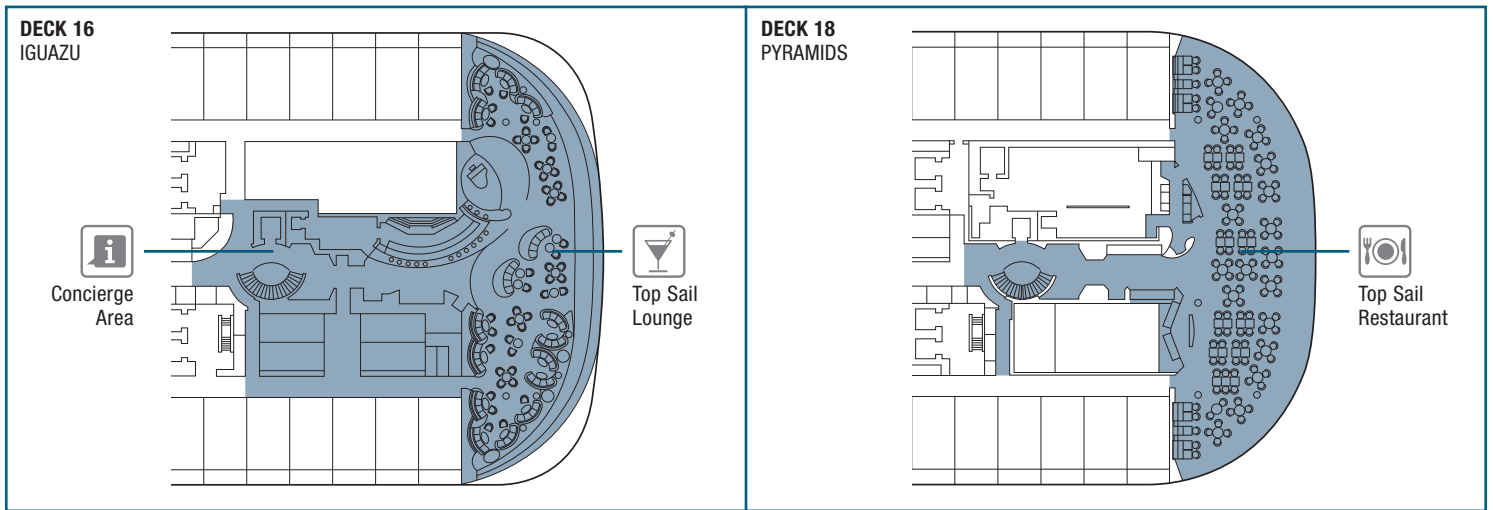 DECK 16
IGUAZU
Concierge
Area
Top Sail
Lounge
DECK 18
PYRAMIDS
Top Sail
Restaurant